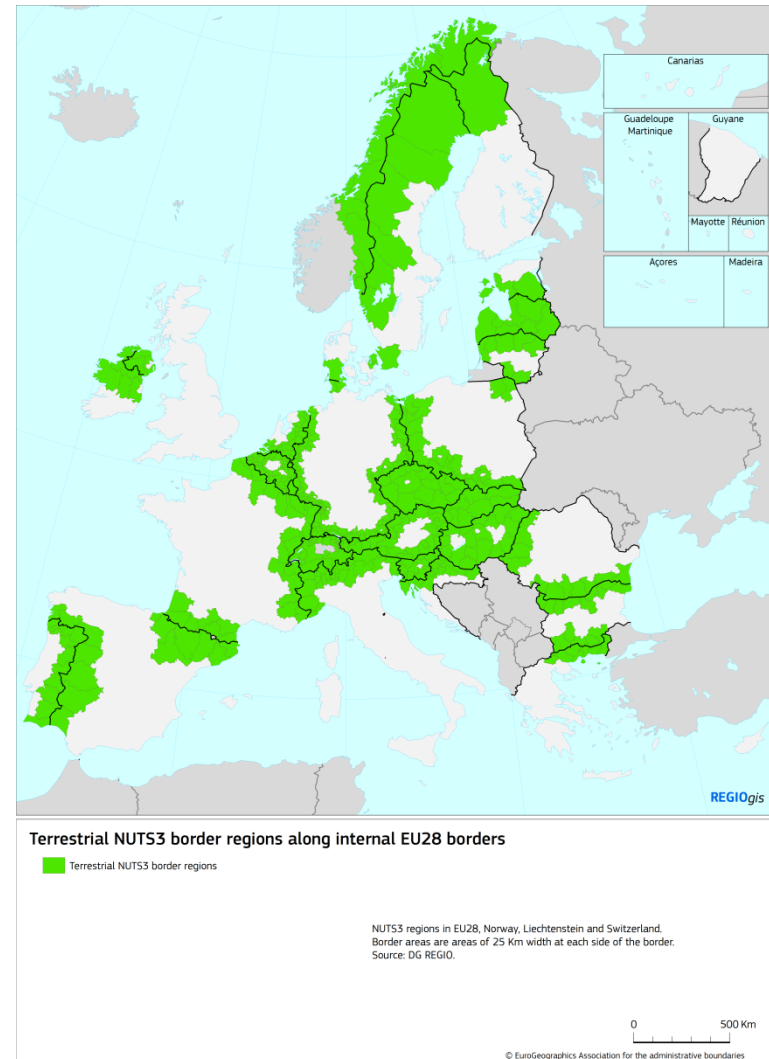 Canarias
Guadeloupe
Martinique
Guyane
Mayotte
Réunion
Açores
Madeira
REGIOgis
Terrestrial NUTS3 border regions along internal EU28 borders
Terrestrial NUTS3 border regions
NUTS3 regions in EU28, Norway, Liechtenstein and Switzerland.
Border areas are areas of 25 Km width at each side of the border.
Source: DG REGIO.
0 500 Km
© EuroGeographics Association for the administrative boundaries